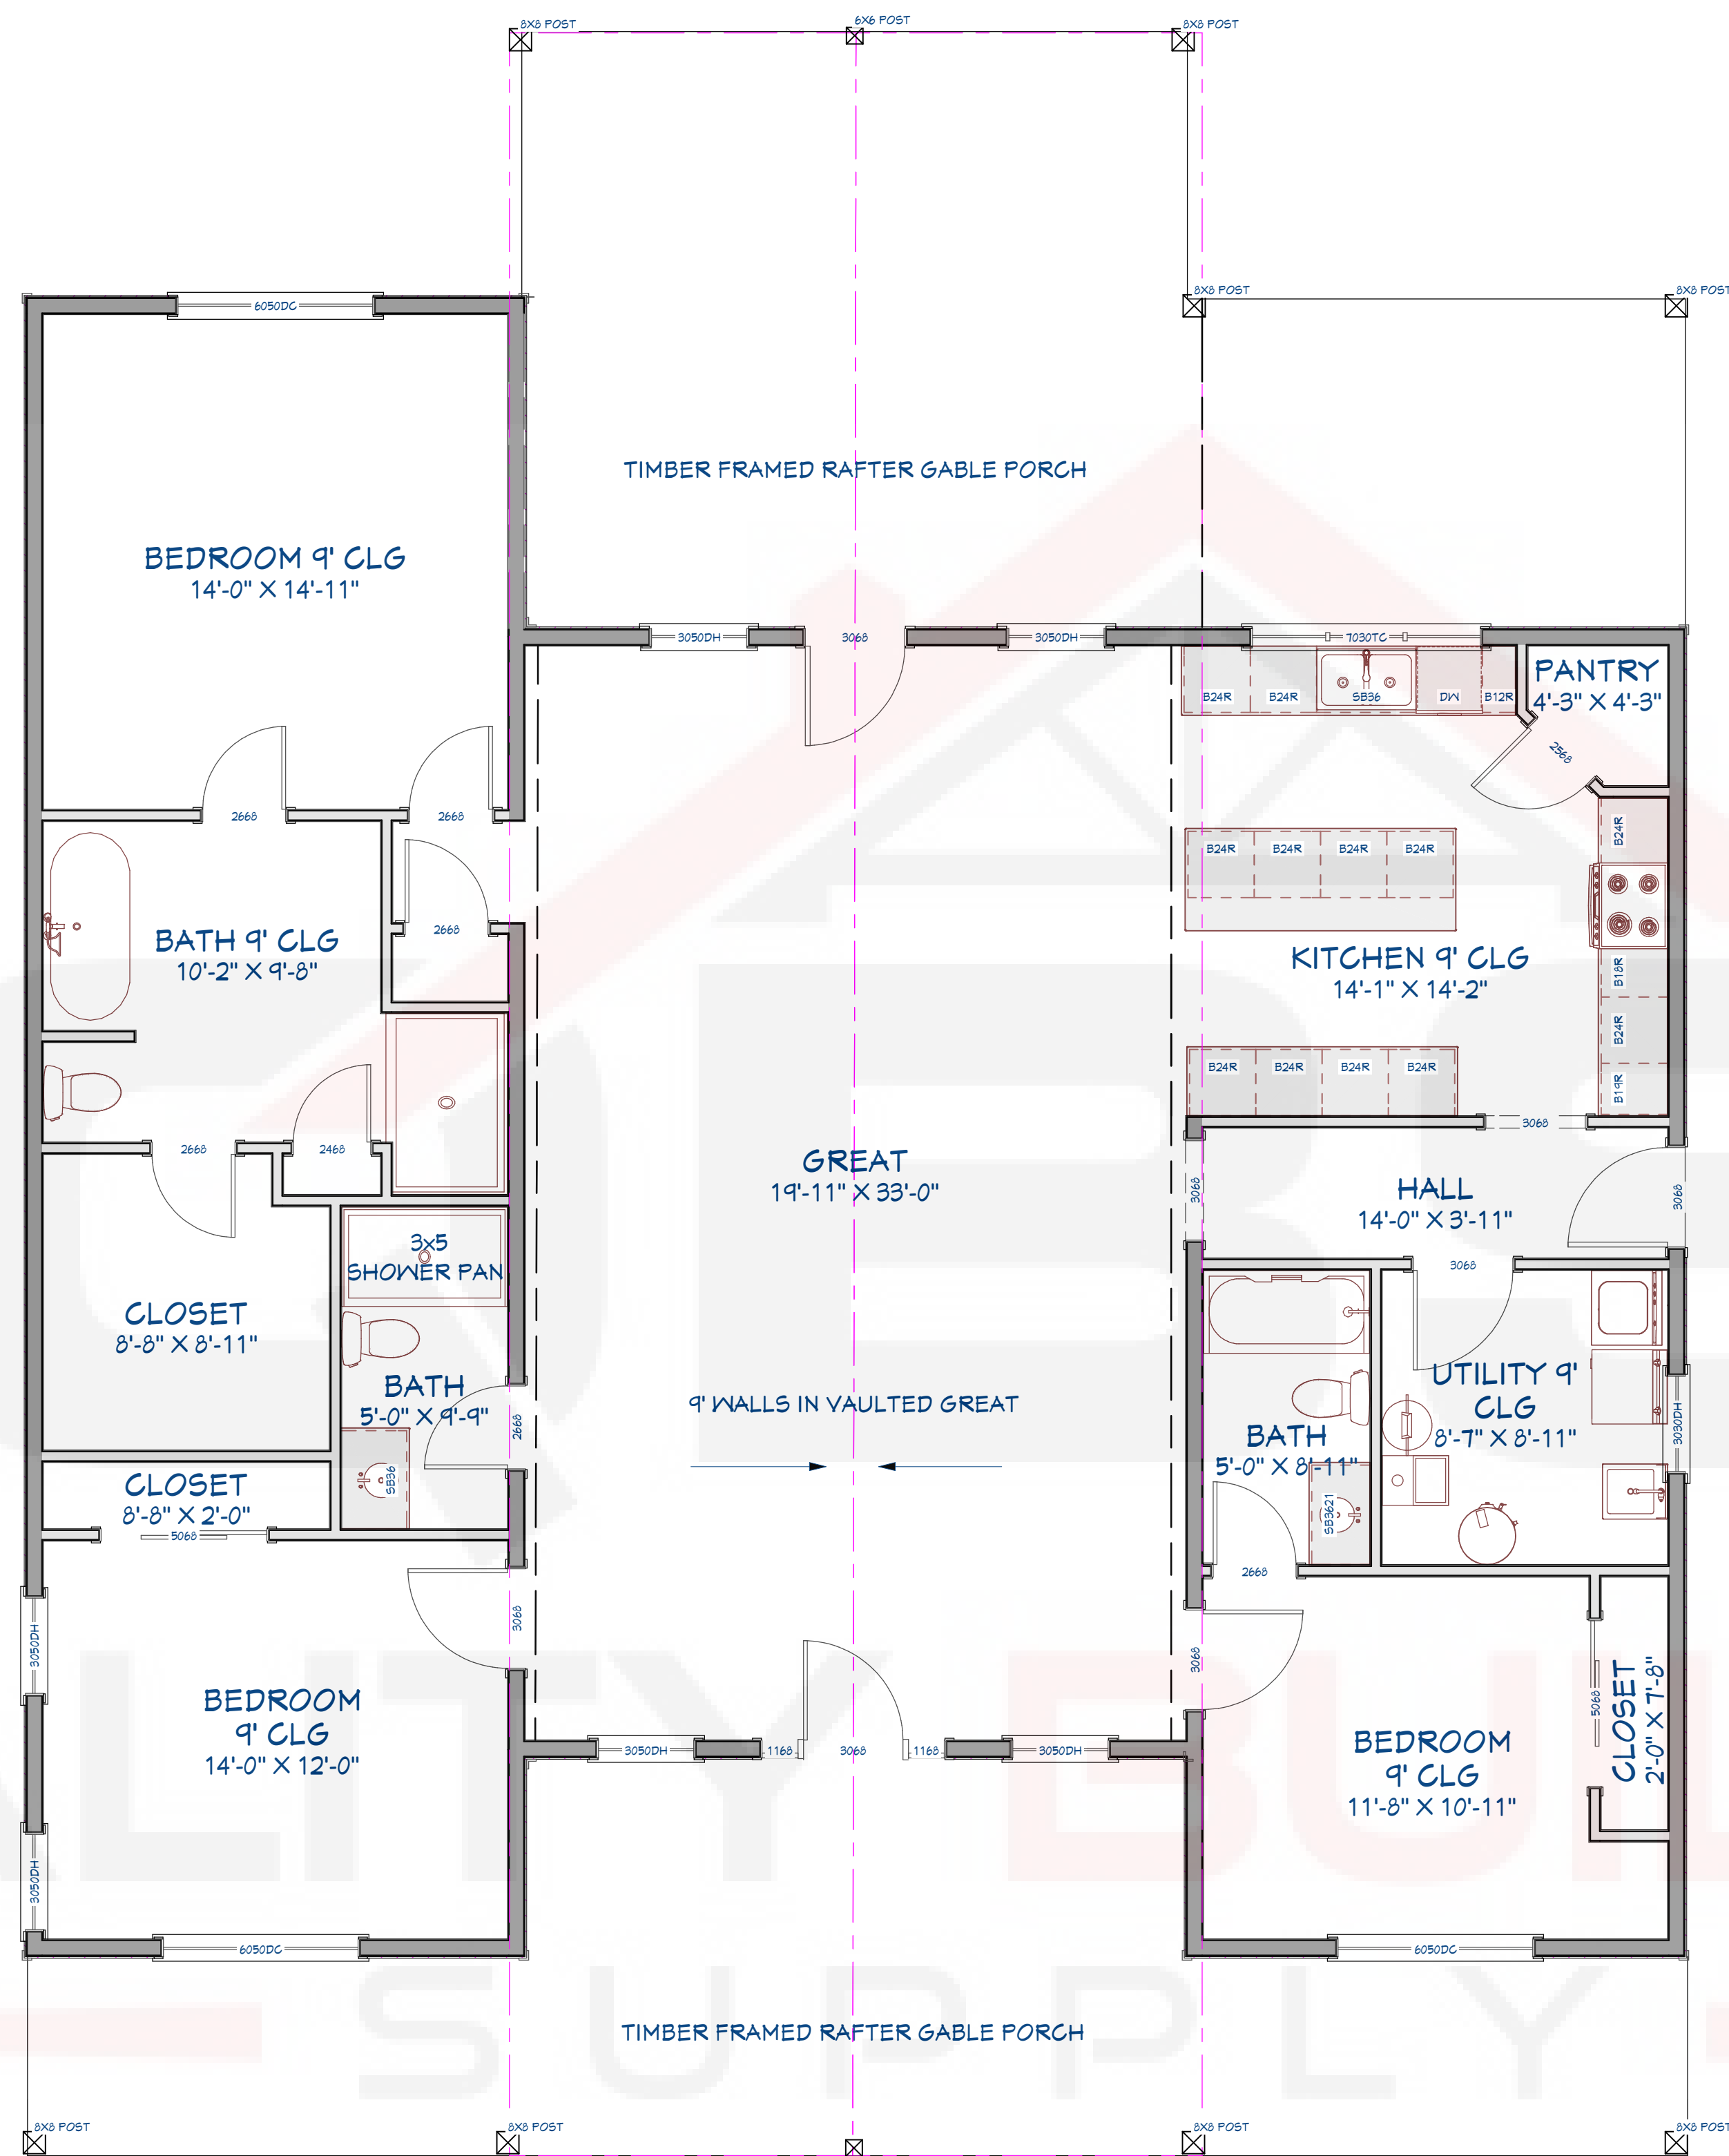 8X8 POST
6X6 POST
8X8 POST
8X8 POST
8X8 POST
6050DC
TIMBER FRAMED RAFTER GABLE PORCH
BEDROOM 9' CLG
14'-0" X 14'-11"
3050DH
3068
3050DH
7030TC
B24R
B24R
SB36
DW
B12R
PANTRY
4'-3" X 4'-3"
2568
2668
2668
2668
B24R
B24R
B24R
B24R
B24R
BATH 9' CLG
10'-2" X 9'-8"
KITCHEN 9' CLG
14'-1" X 14'-2"
B18R
B24R
B19R
B24R
B24R
B24R
B24R
2668
2468
3068
GREAT
19'-11" X 33'-0"
3068
HALL
14'-0" X 3'-11"
3068
3068
3x5
SHOWER PAN
CLOSET
8'-8" X 8'-11"
BATH
5'-0" X 9'-9"
2668
SB36
9' WALLS IN VAULTED GREAT
UTILITY 9'
CLG
8'-7" X 8'-11"
3030DH
BATH
5'-0" X 8'-11"
SB3621
CLOSET
8'-8" X 2'-0"
5068
2668
3050DH
3068
3068
BEDROOM
9' CLG
14'-0" X 12'-0"
5068
CLOSET
2'-0" X 7'-8"
BEDROOM
9' CLG
11'-8" X 10'-11"
3050DH
1168
3068
1168
3050DH
3050DH
6050DC
6050DC
ALITY BUIL
SUPPLY
TIMBER FRAMED RAFTER GABLE PORCH
8X8 POST
8X8 POST
8X8 POST
8X8 POST